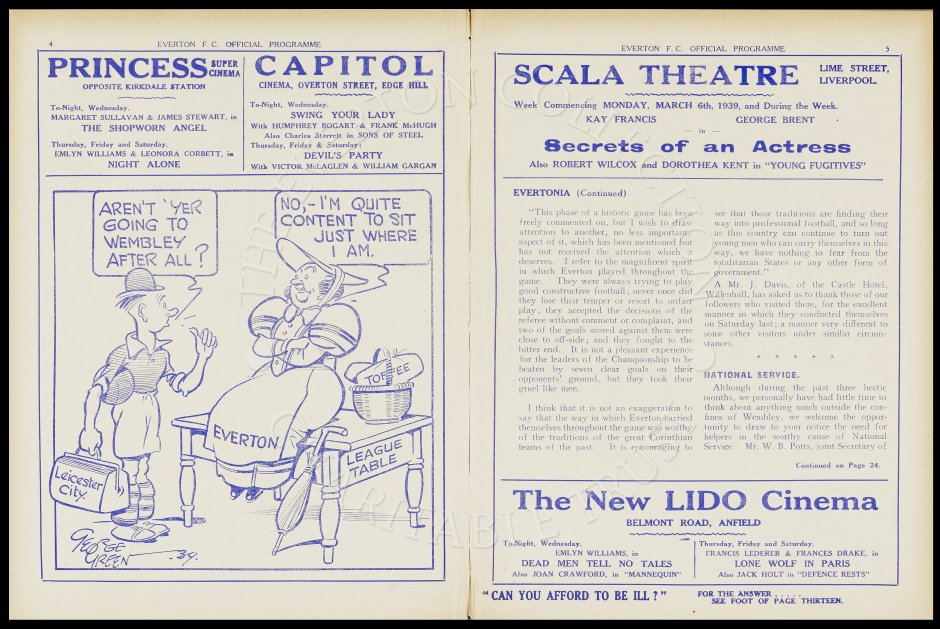 4
EVERTON F. C. OFFICIAL PROGRAMME
PRINCESS SUPER CINEMA
OPPOSITE KIRKDALE STATION
To-Night, Wednesday.
MARGARET SULLAVAN & JAMES STEWART, in
THE SHOPWORN ANGEL
Thursday, Friday and Saturday.
EMLYN WILLIAMS & LEONORA CORBETT, in
NIGHT ALONE
CAPITOL
CINEMA, OVERTON STREET, EDGE HILL
To-Night, Wednesday.
SWING YOUR LADY
With HUMPHREY BOGART & FRANK McHUGH
Also Charles Starrett in SONS OF STEEL
Thursday, Friday & Saturday:
DEVIL'S PARTY
With VICTOR McLAGLEN & WILLIAM GARGAN
AREN'T 'YER
GOING TO
WEMBLEY
AFTER ALL?
NO,-I'M QUITE
CONTENT TO SIT
JUST WHERE
I AM.
TOFFEE
EVERTON
LEAGUE
TABLE
Leicester
City.
GEORGE
GREEN
EVERTON F. C. OFFICIAL PROGRAMME
5
SCALA THEATRE
LIME STREET,
LIVERPOOL.
Week Commencing MONDAY, MARCH 6th, 1939, and During the Week.
KAY FRANCIS GEORGE BRENT
— in —
Secrets of an Actress
Also ROBERT WILCOX and DOROTHEA KENT in "YOUNG FUGITIVES"
EVERTONIA (Continued)
"This phase of a historic game has been
freely commented on, but I wish to draw
attention to another, no less important,
aspect of it, which has been mentioned but
has not received the attention which it
deserves. I refer to the magnificent spirit
in which Everton played throughout the
game. They were always trying to play
good constructive football; never once did
they lose their temper or resort to unfair
play; they accepted the decisions of the
referee without comment or complaint, and
two of the goals scored against them were
close to off-side; and they fought to the
bitter end. It is not a pleasant experience
for the leaders of the Championship to be
beaten by seven clear goals on their
opponents' ground, but they took their
gruel like men.
I think that it is not an exaggeration to
say that the way in which Everton carried
themselves throughout the game was worthy
of the traditions of the great Corinthian
teams of the past. It is encouraging to
see that those traditions are finding their
way into professional football, and so long
as this country can continue to turn out
young men who can carry themselves in this
way, we have nothing to fear from the
totalitarian States or any other form of
government."
A Mr. J. Davis, of the Castle Hotel,
Willenhall, has asked us to thank those of our
followers who visited there, for the excellent
manner in which they conducted themselves
on Saturday last; a manner very different to
some other visitors under similar circum-
stances.
* * * * *
NATIONAL SERVICE.
Although during the past three hectic
months, we personally have had little time to
think about anything much outside the con-
fines of Wembley, we welcome the oppor-
tunity to draw to your notice the need for
helpers in the worthy cause of National
Service. Mr. W. B. Potts, joint Secretary of
Continued on Page 24.
The New LIDO Cinema
BELMONT ROAD, ANFIELD
To-Night, Wednesday.
EMLYN WILLIAMS, in
DEAD MEN TELL NO TALES
Also JOAN CRAWFORD, in "MANNEQUIN"
Thursday, Friday and Saturday.
FRANCIS LEDERER & FRANCES DRAKE, in
LONE WOLF IN PARIS
Also JACK HOLT in "DEFENCE RESTS"
"CAN YOU AFFORD TO BE ILL?"
FOR THE ANSWER . . . . .
SEE FOOT OF PAGE THIRTEEN.
THE EVERTON COLLECTION
CHARITABLE TRUST